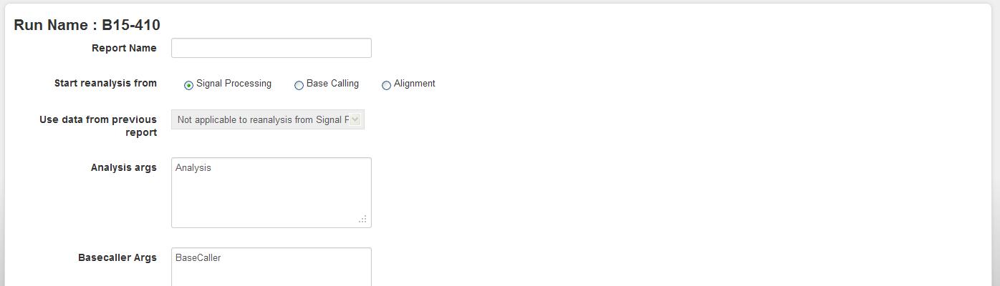 Run Name : B15-410
Report Name
Start reanalysis from Signal Processing Base Calling Alignment
Use data from previous Not applicable to reanalysis from Signal P
report
Analysis args Analysis
Basecaller Args BaseCaller